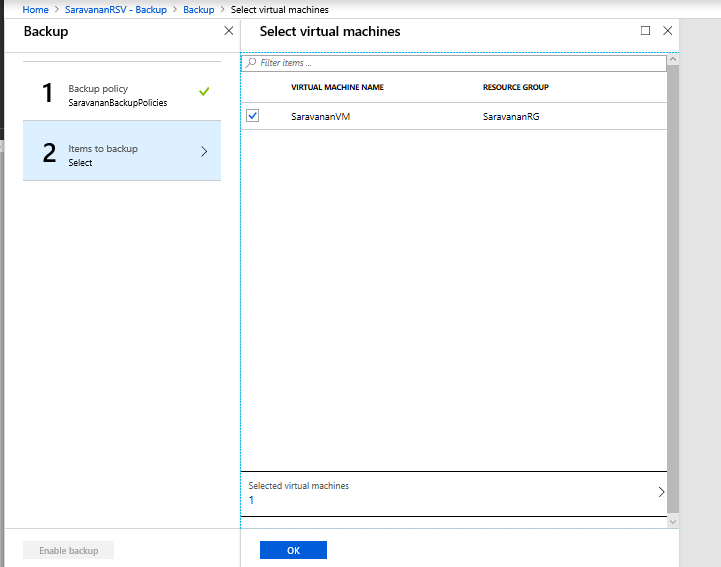 Home > SaravananRSV - Backup > Backup > Select virtual machines
Backup
1
Backup policy
SaravananBackupPolicies
2
Items to backup
Select
Enable backup
Select virtual machines
Filter items ...
VIRTUAL MACHINE NAME RESOURCE GROUP
SaravananVM SaravananRG
Selected virtual machines
1
OK